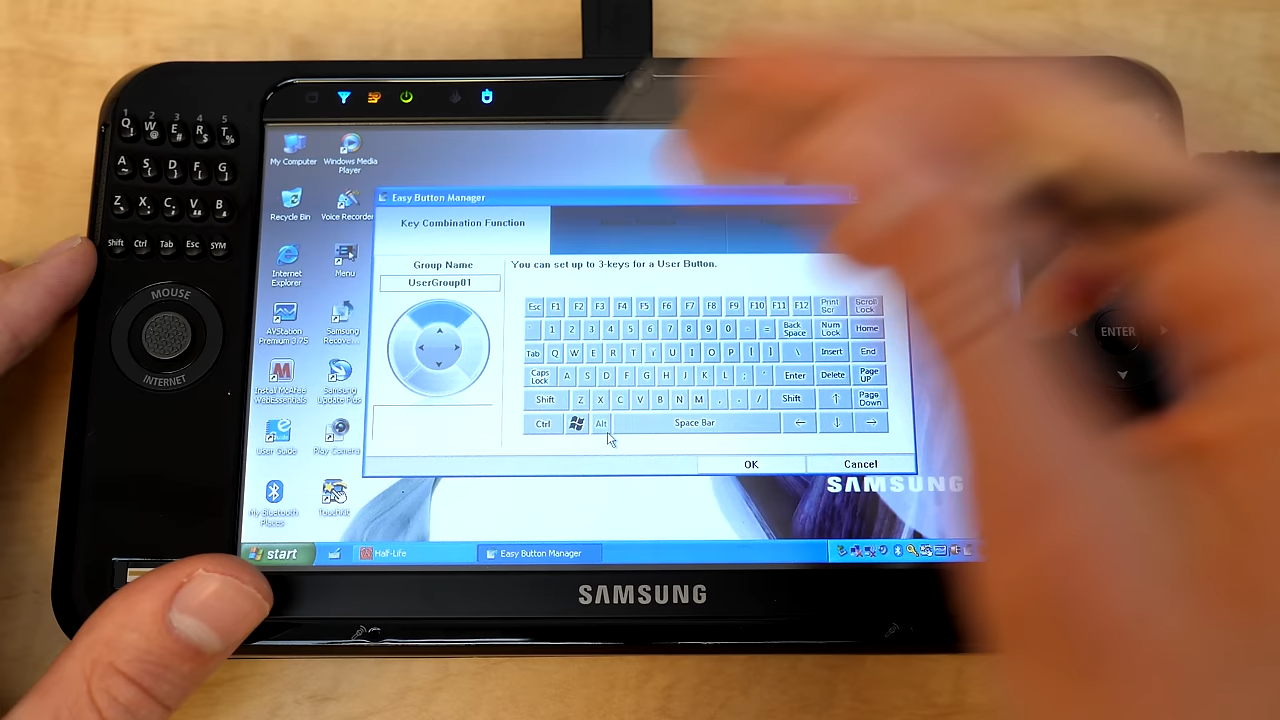 1 2 3 4 5
Q! W@ E# R$ T%
A~ S{ D} F[ G]
Z X C V B
Shift Ctrl Tab Esc SYM
MOUSE
INTERNET
ENTER
My Computer
Windows Media Player
Recycle Bin
Voice Recorder
Internet Explorer
Menu
AVStation Premium 3.75
Samsung Recove...
Install McAfee WebEssentials
Samsung Update Plus
User Guide
Play Camera
My Bluetooth Places
TouchKit
Easy Button Manager
Key Combination Function
Group Name
UserGroup01
You can set up to 3-keys for a User Button.
Esc F1 F2 F3 F4 F5 F6 F7 F8 F9 F10 F11 F12 Print Scr Scroll Lock
` 1 2 3 4 5 6 7 8 9 0 - = Back Space Num Lock Home
Tab Q W E R T Y U I O P [ ] \ Insert End
Caps Lock A S D F G H J K L ; ' Enter Delete Page UP
Shift Z X C V B N M , . / Shift ↑ Page Down
Ctrl Alt Space Bar ← ↓ →
OK Cancel
SAMSUNG
start Half-Life Easy Button Manager
SAMSUNG